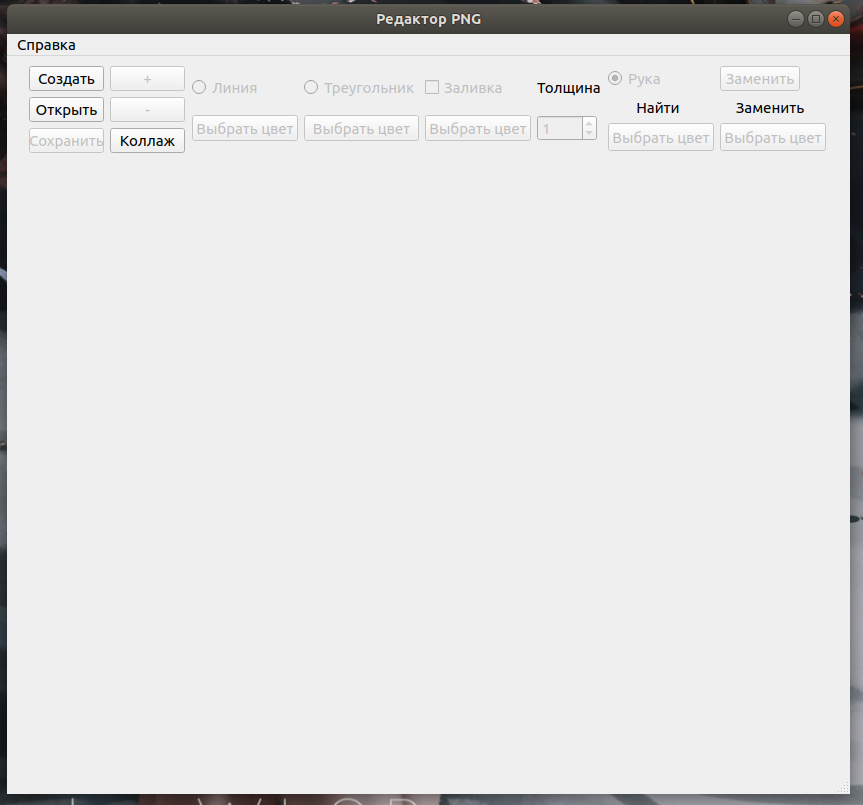 Редактор PNG
Справка
Создать + Линия Треугольник Заливка Толщина Рука Заменить
Открыть - Найти Заменить
Сохранить Коллаж Выбрать цвет Выбрать цвет Выбрать цвет 1 Выбрать цвет Выбрать цвет